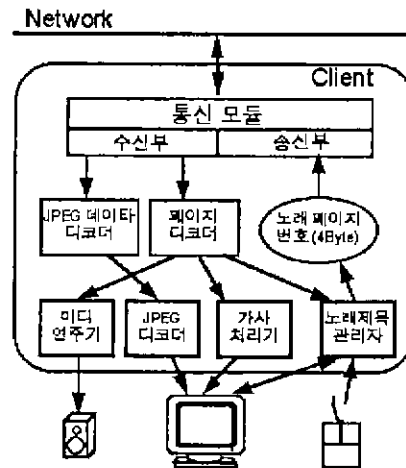 Network
Client
통신 모듈
수신부
송신부
JPEG 데이타
디코더
페이지
디코더
노래 페이지
번호(4Byte)
미디
연주기
JPEG
디코더
가사
처리기
노래제목
관리자